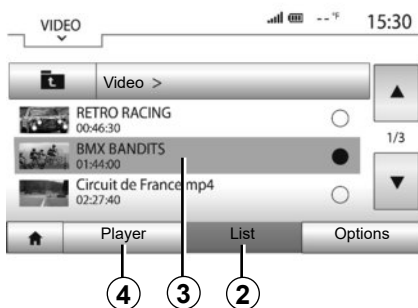 VIDEO
--°F
15:30
Video >
RETRO RACING
00:46:30
1/3
BMX BANDITS
01:44:00
Circuit de France.mp4
02:27:40
Player
List
Options
4
3
2